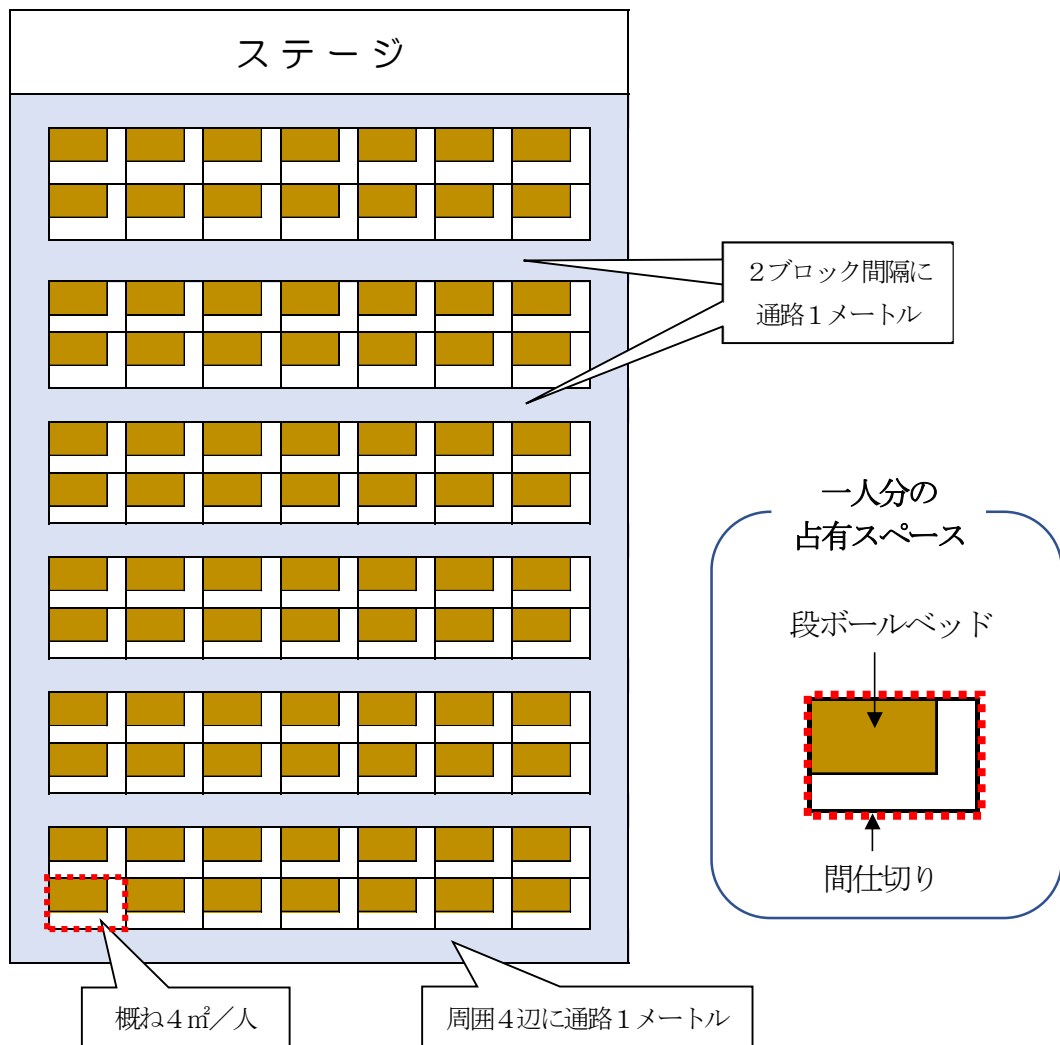 ステージ
２ブロック間隔に
通路１メートル
一人分の
占有スペース
段ボールベッド
間仕切り
概ね４㎡／人
周囲４辺に通路１メートル